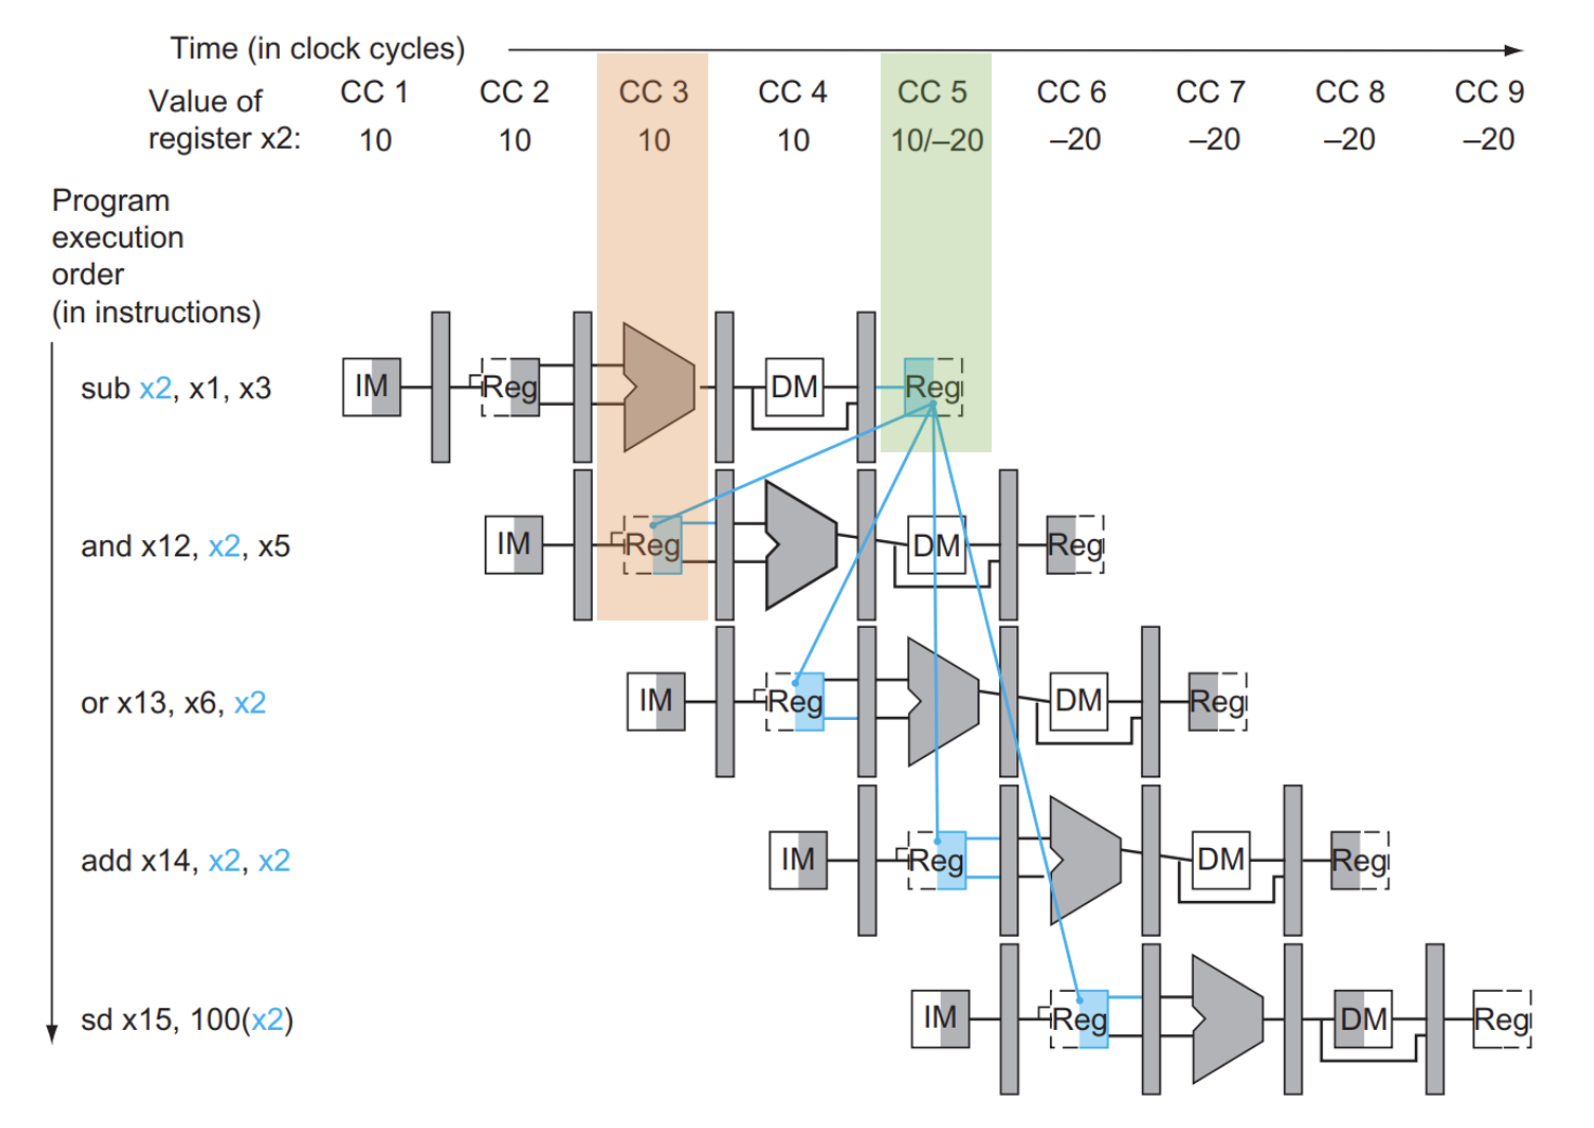 Time (in clock cycles)
CC 1 CC 2 CC 3 CC 4 CC 5 CC 6 CC 7 CC 8 CC 9
Value of
register x2: 10 10 10 10 10/–20 –20 –20 –20 –20
Program
execution
order
(in instructions)
sub x2, x1, x3 IM Reg DM Reg
and x12, x2, x5 IM Reg DM Reg
or x13, x6, x2 IM Reg DM Reg
add x14, x2, x2 IM Reg DM Reg
sd x15, 100(x2) IM Reg DM Reg